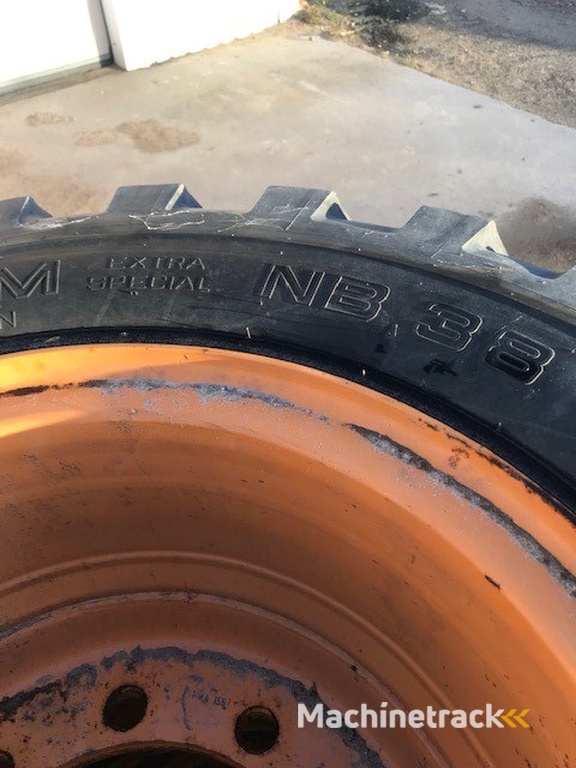 M EXTRA SPECIAL NB 38
N
Machinetrack